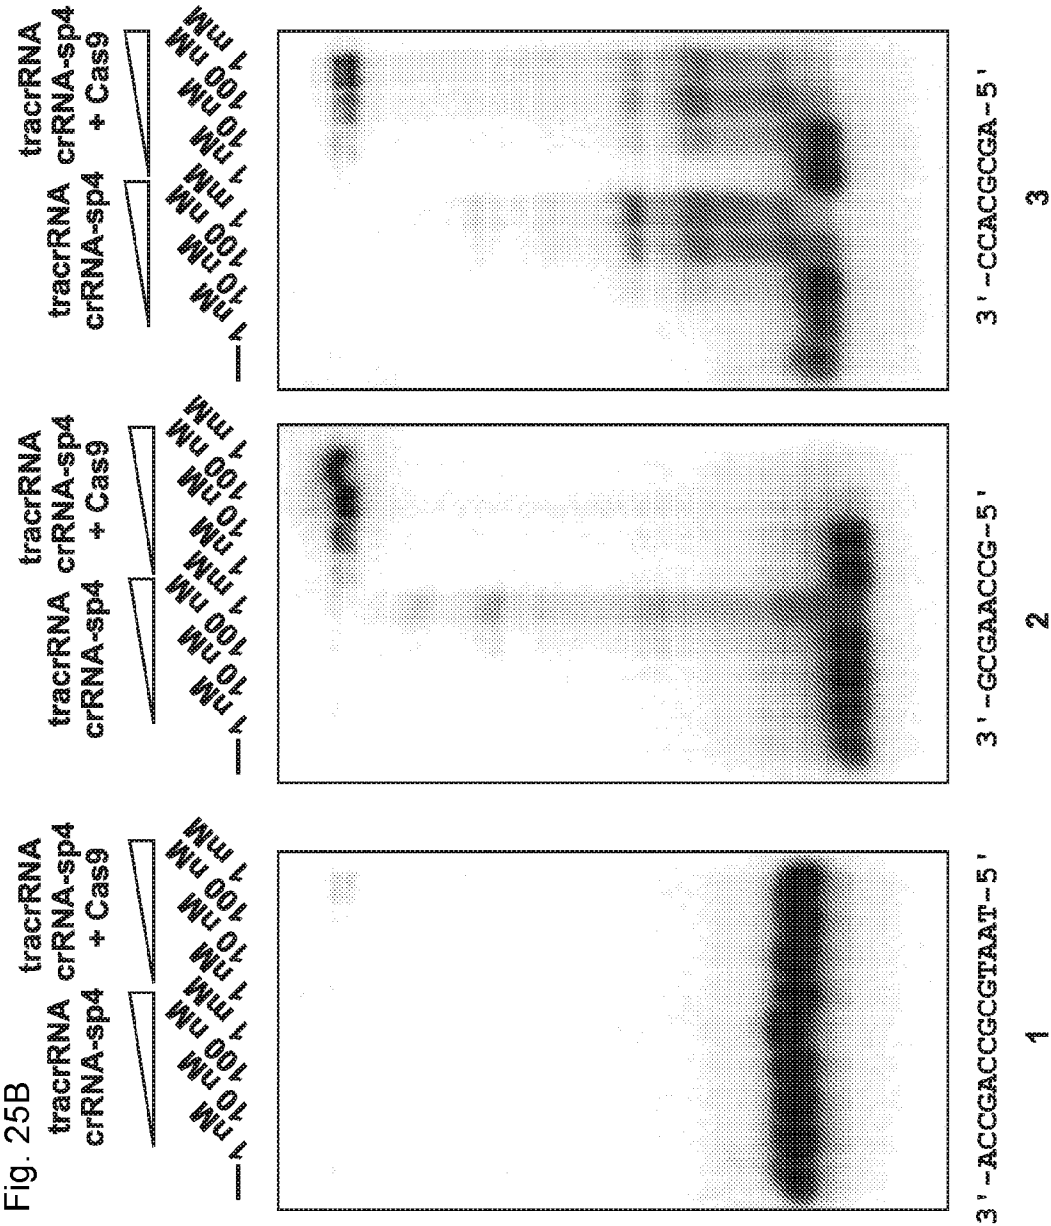 Fig. 25B
tracrRNA
crRNA-sp4
tracrRNA
crRNA-sp4
+ Cas9
— 1 nM 10 nM 100 nM 1 mM 1 nM 10 nM 100 nM 1 mM
3'-ACCGACCGCGTAAT-5'
1
tracrRNA
crRNA-sp4
tracrRNA
crRNA-sp4
+ Cas9
— 1 nM 10 nM 100 nM 1 mM 1 nM 10 nM 100 nM 1 mM
3'-GCGAACCG-5'
2
tracrRNA
crRNA-sp4
tracrRNA
crRNA-sp4
+ Cas9
— 1 nM 10 nM 100 nM 1 mM 1 nM 10 nM 100 nM 1 mM
3'-CCACGCGA-5'
3